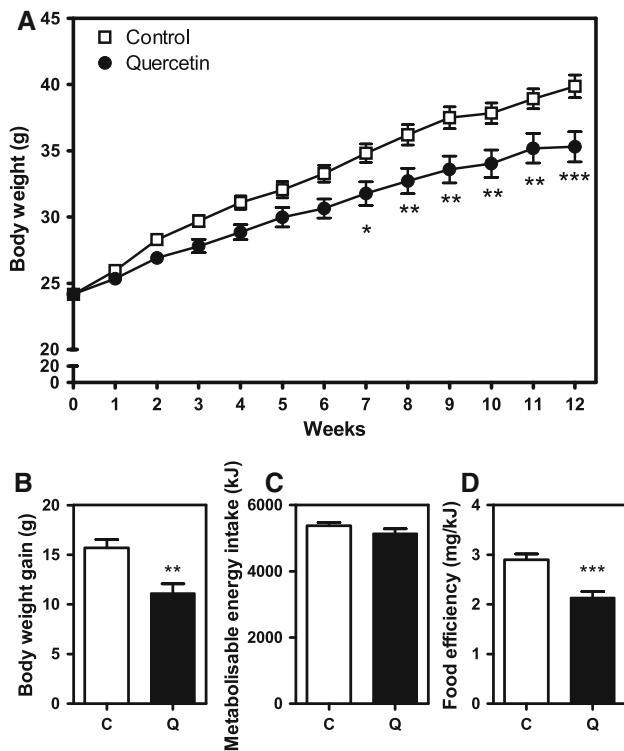 A
Control
Quercetin
Body weight (g)
45
40
35
30
25
20
20
0
* ** ** ** ** ***
0 1 2 3 4 5 6 7 8 9 10 11 12
Weeks
B
Body weight gain (g)
20
15
10
5
0
**
C Q
C
Metabolisable energy intake (kJ)
6000
4000
2000
0
C Q
D
Food efficiency (mg/kJ)
4
3
2
1
0
***
C Q